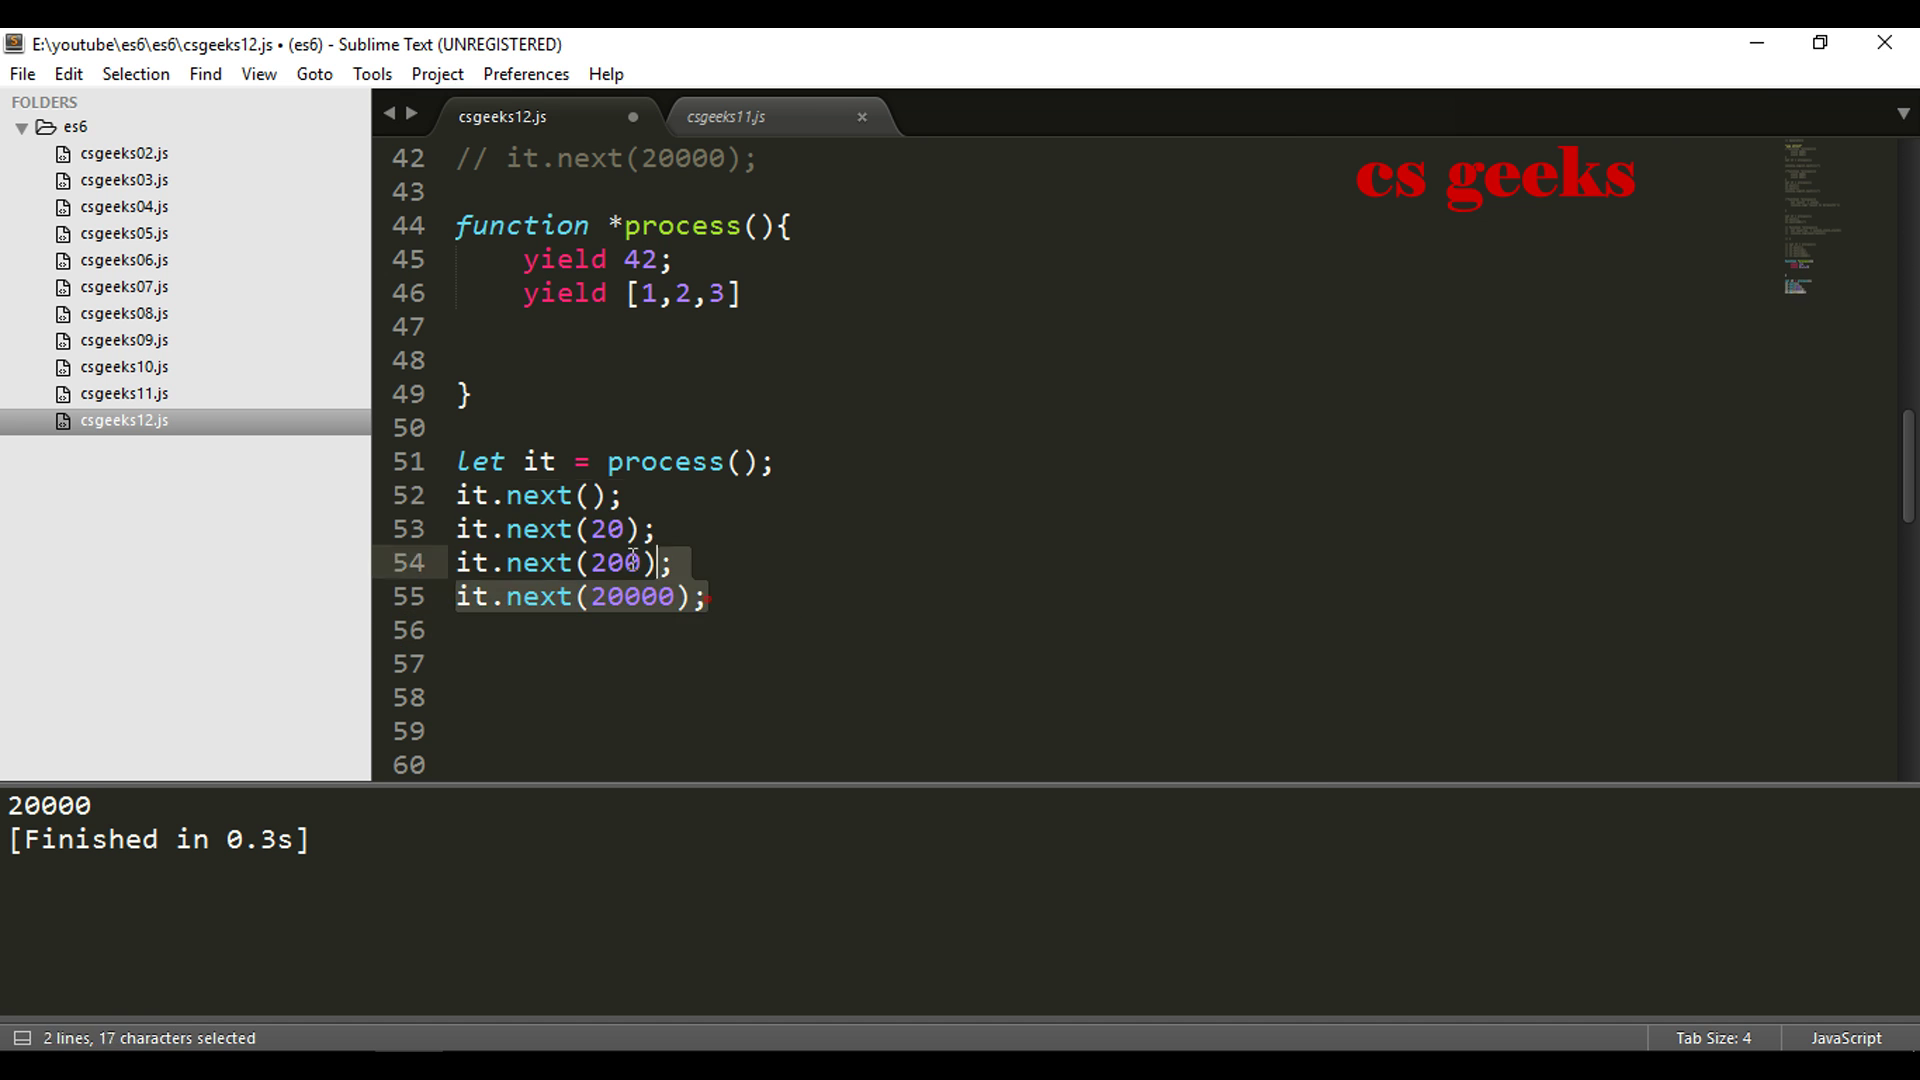 E:\youtube\es6\es6\csgeeks12.js • (es6) - Sublime Text (UNREGISTERED)
File Edit Selection Find View Goto Tools Project Preferences Help
FOLDERS
es6
csgeeks02.js
csgeeks03.js
csgeeks04.js
csgeeks05.js
csgeeks06.js
csgeeks07.js
csgeeks08.js
csgeeks09.js
csgeeks10.js
csgeeks11.js
csgeeks12.js
csgeeks12.js csgeeks11.js
cs geeks
42 // it.next(20000);
43
44 function *process(){
45 yield 42;
46 yield [1,2,3]
47
48
49 }
50
51 let it = process();
52 it.next();
53 it.next(20);
54 it.next(200);
55 it.next(20000);
56
57
58
59
60
20000
[Finished in 0.3s]
2 lines, 17 characters selected Tab Size: 4 JavaScript